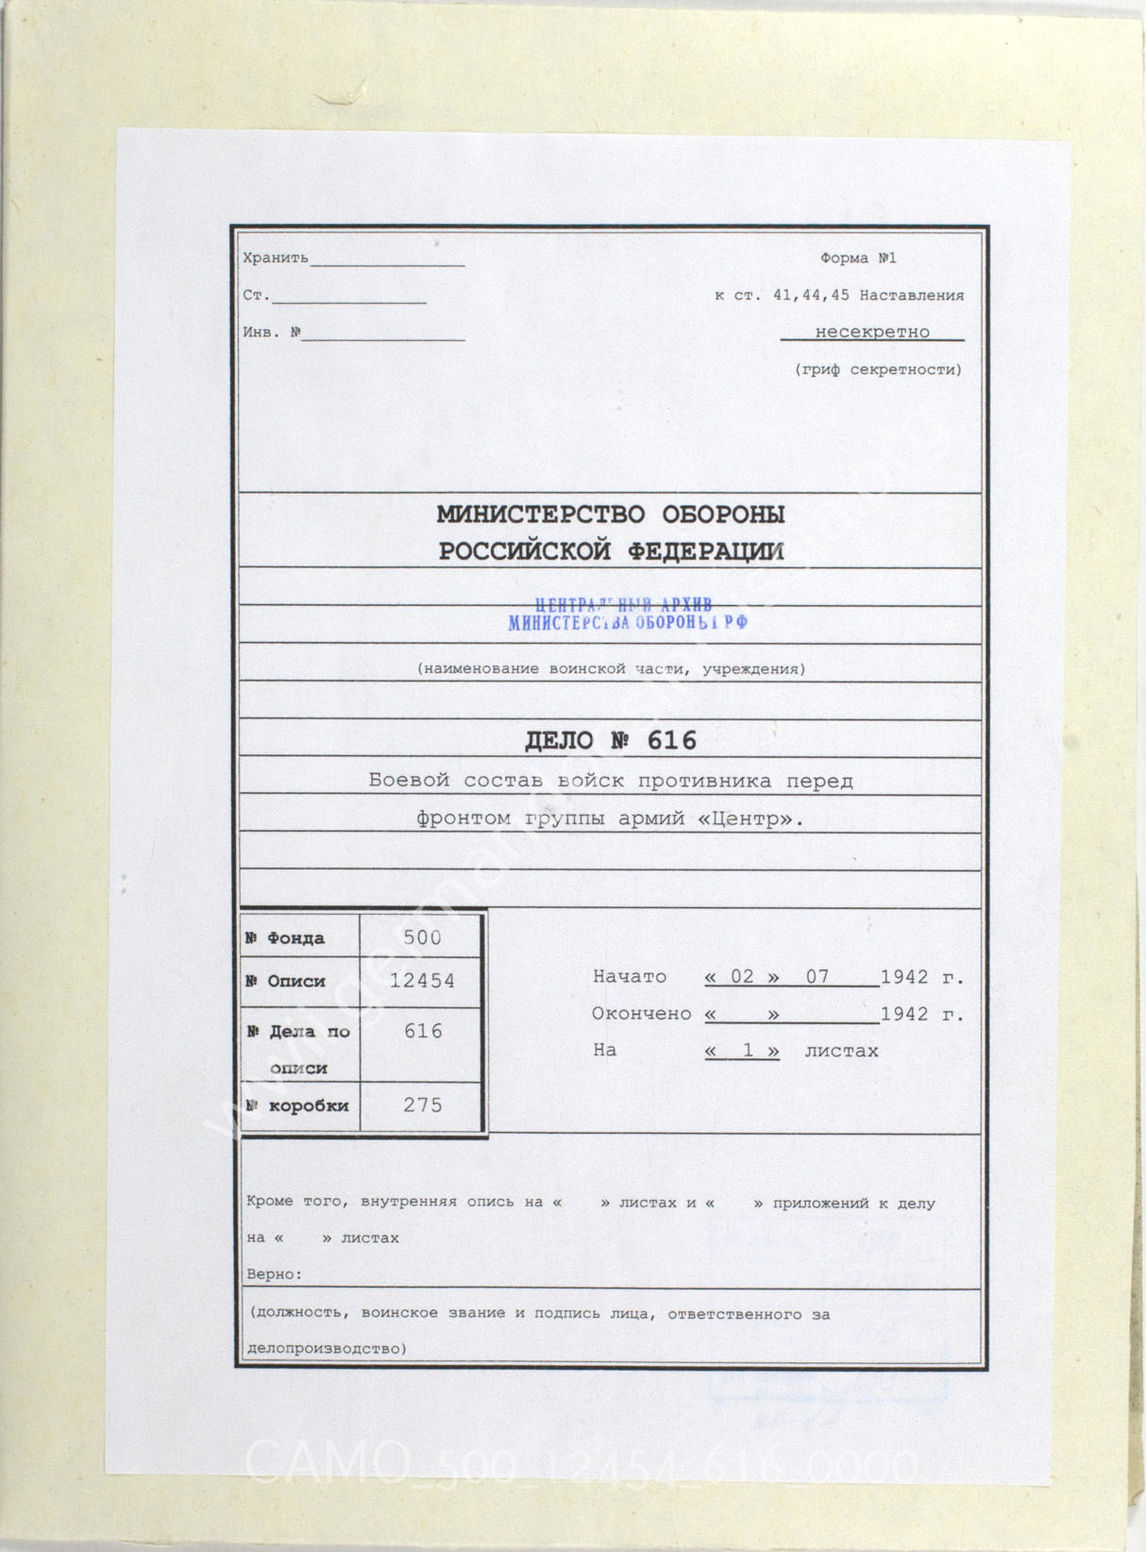 Хранить
Форма №1
Ст.
к ст. 41,44,45 Наставления
Инв. №
несекретно
(гриф секретности)
МИНИСТЕРСТВО ОБОРОНЫ
РОССИЙСКОЙ ФЕДЕРАЦИИ
ЦЕНТРАЛЬНЫЙ АРХИВ
МИНИСТЕРСТВА ОБОРОНЫ РФ
(наименование воинской части, учреждения)
ДЕЛО № 616
Боевой состав войск противника перед
фронтом группы армий «Центр».
№ Фонда 500
№ Описи 12454
№ Дела по описи 616
№ коробки 275
Начато « 02 » 07 1942 г.
Окончено « » 1942 г.
На « 1 » листах
Кроме того, внутренняя опись на « » листах и « » приложений к делу
на « » листах
Верно:
(должность, воинское звание и подпись лица, ответственного за
делопроизводство)
CAMO_500_12454_616_0000